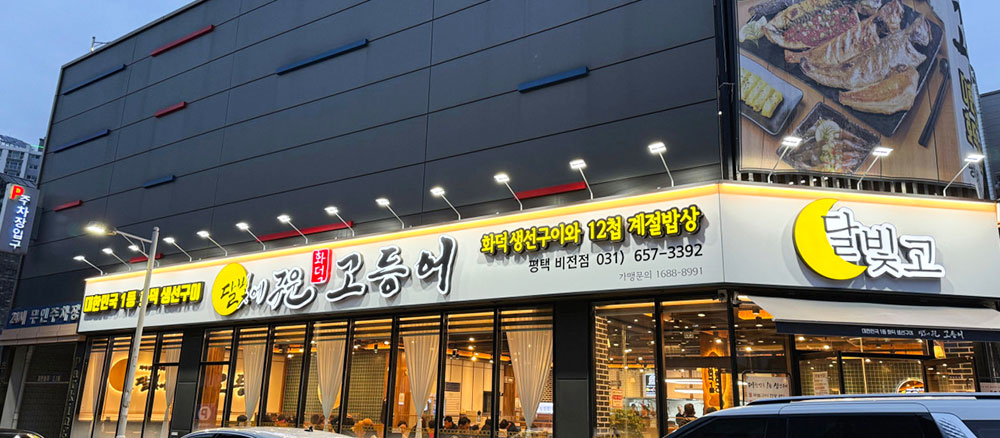 P
주차장입구
대한민국 1등 화덕 생선구이
달빛에 구운
화덕
고등어
화덕생선구이와 12첩 계절밥상
평택 비전점 031) 657-3392
가맹문의 1688-8991
달빛고
대한민국 1등 화덕 생선구이
고등어
P